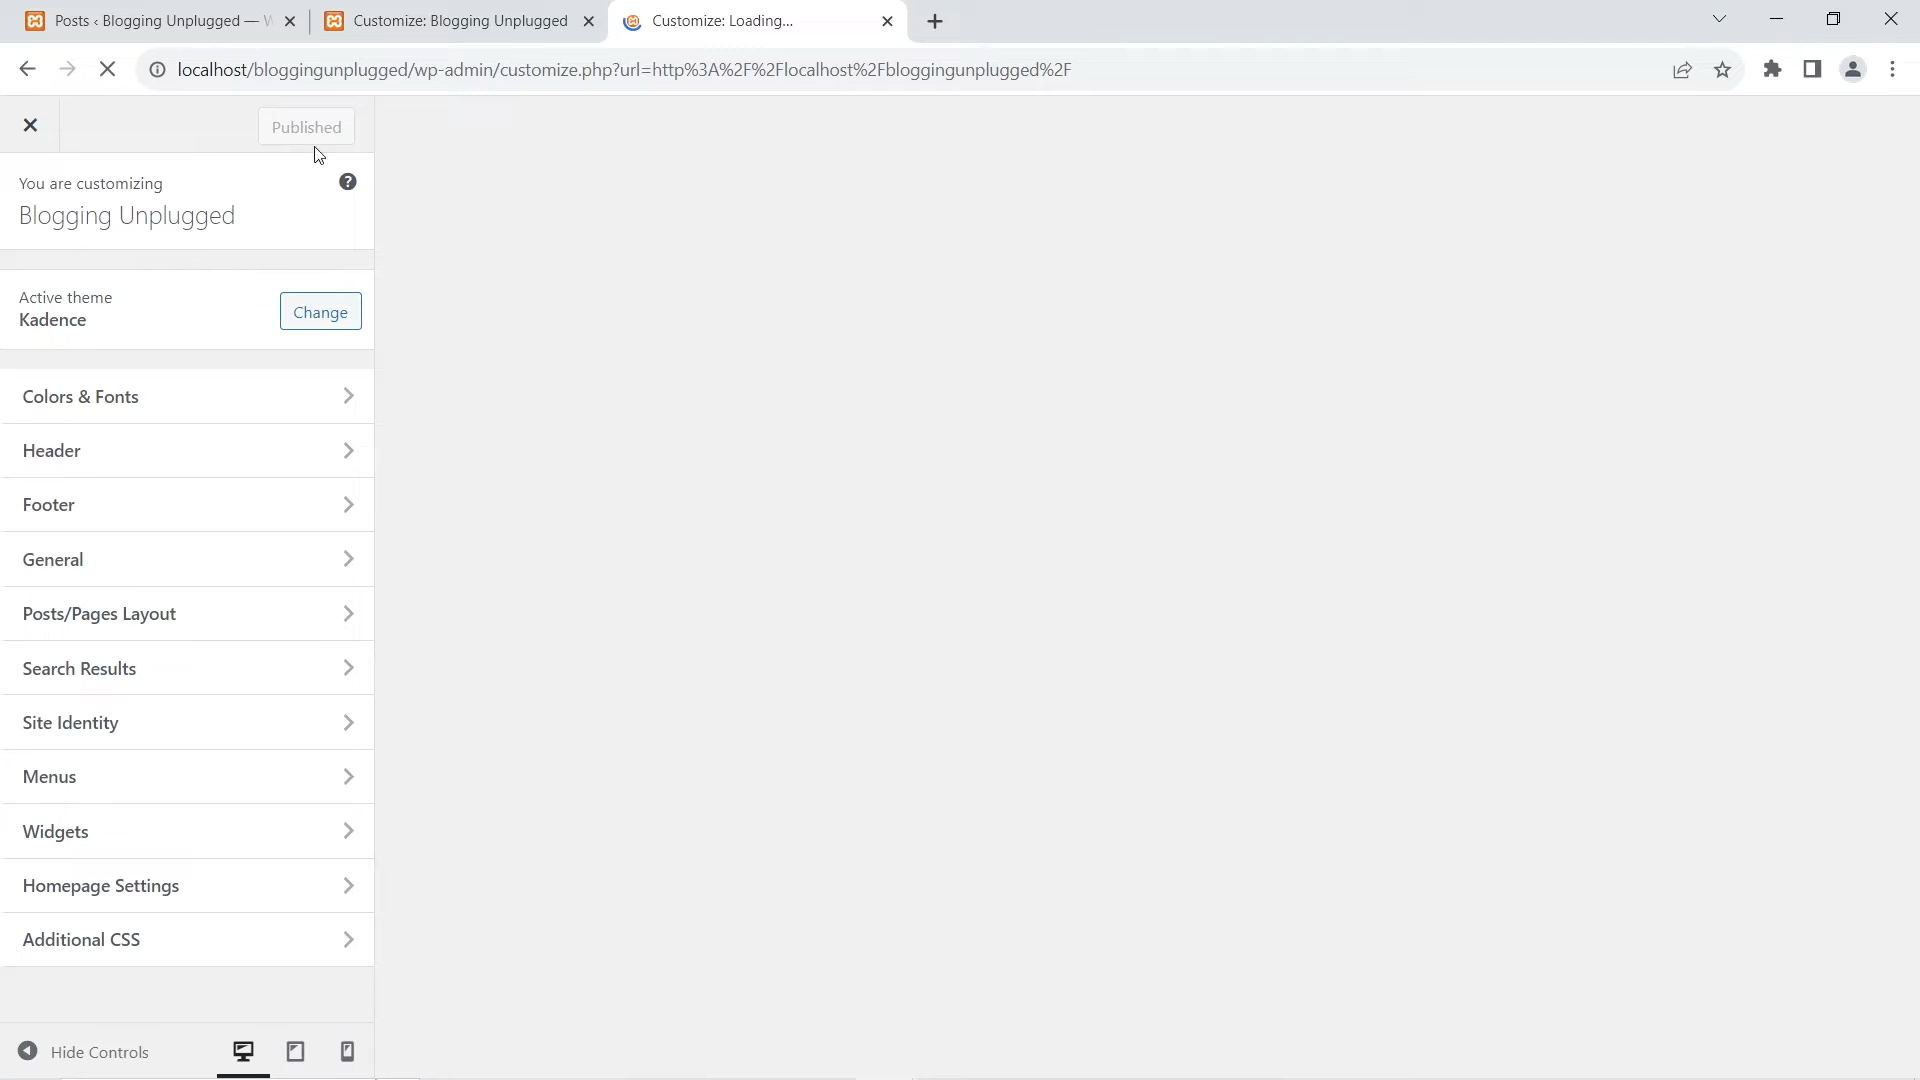 Posts ‹ Blogging Unplugged — W
Customize: Blogging Unplugged
Customize: Loading...
localhost/bloggingunplugged/wp-admin/customize.php?url=http%3A%2F%2Flocalhost%2Fbloggingunplugged%2F
Published
You are customizing
Blogging Unplugged
Active theme
Kadence
Change
Colors & Fonts
Header
Footer
General
Posts/Pages Layout
Search Results
Site Identity
Menus
Widgets
Homepage Settings
Additional CSS
Hide Controls